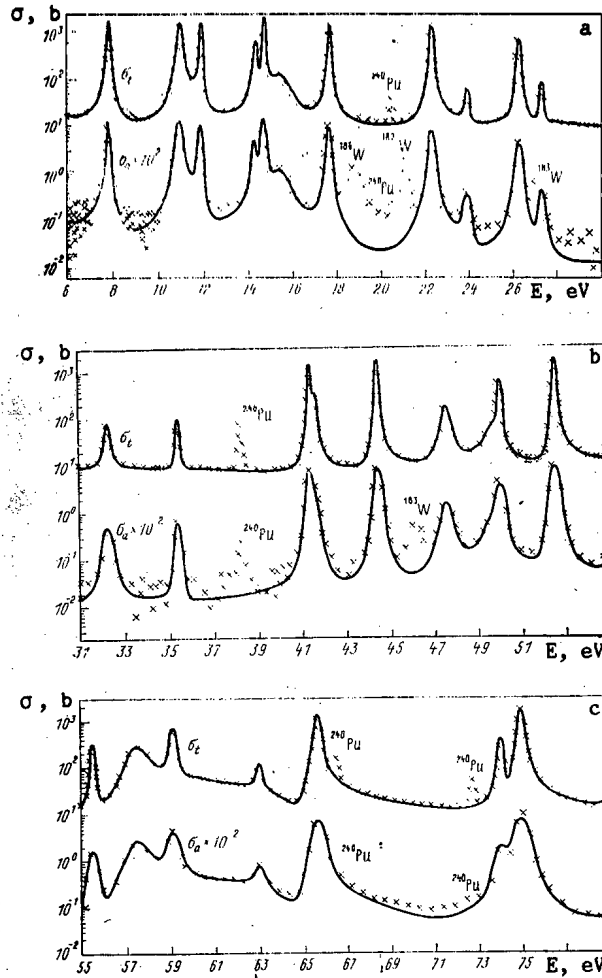 σ, b
a
10³
10²
10¹
10⁰
10⁻¹
10⁻²
σt
²⁴⁰Pu
σa × 10²
¹⁸²W
²⁴⁰Pu
¹⁸³W
6 8 10 12 14 16 18 20 22 24 26
E, eV
σ, b
b
10³
10²
10¹
10⁰
10⁻¹
10⁻²
σt
²⁴⁰Pu
σa × 10²
²⁴⁰Pu
¹⁸³W
31 33 35 37 39 41 43 45 47 49 51
E, eV
σ, b
c
10³
10²
10¹
10⁰
10⁻¹
10⁻²
σt
²⁴⁰Pu
²⁴⁰Pu
σa × 10²
²⁴⁰Pu
²⁴⁰Pu
55 57 59 61 63 65 67 69 71 73 75
E, eV